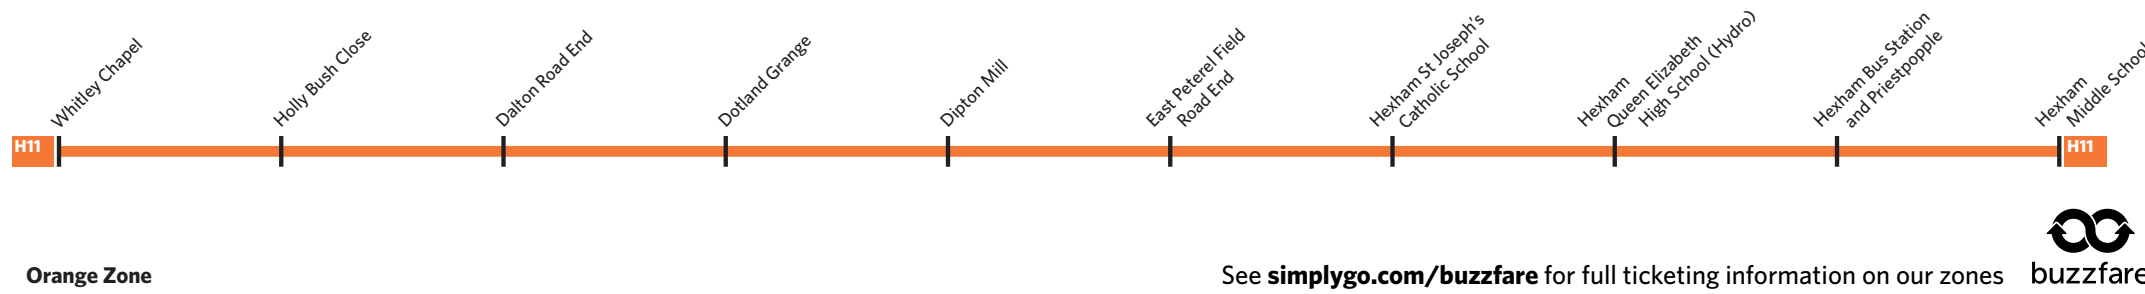 Whitley Chapel
Holly Bush Close
Dalton Road End
Dotland Grange
Dipton Mill
East Peterel Field
Road End
Hexham St Joseph's
Catholic School
Hexham
Queen Elizabeth
High School (Hydro)
Hexham Bus Station
and Priestpopple
Hexham
Middle School
H11
H11
Orange Zone
See simplygo.com/buzzfare for full ticketing information on our zones
buzzfare